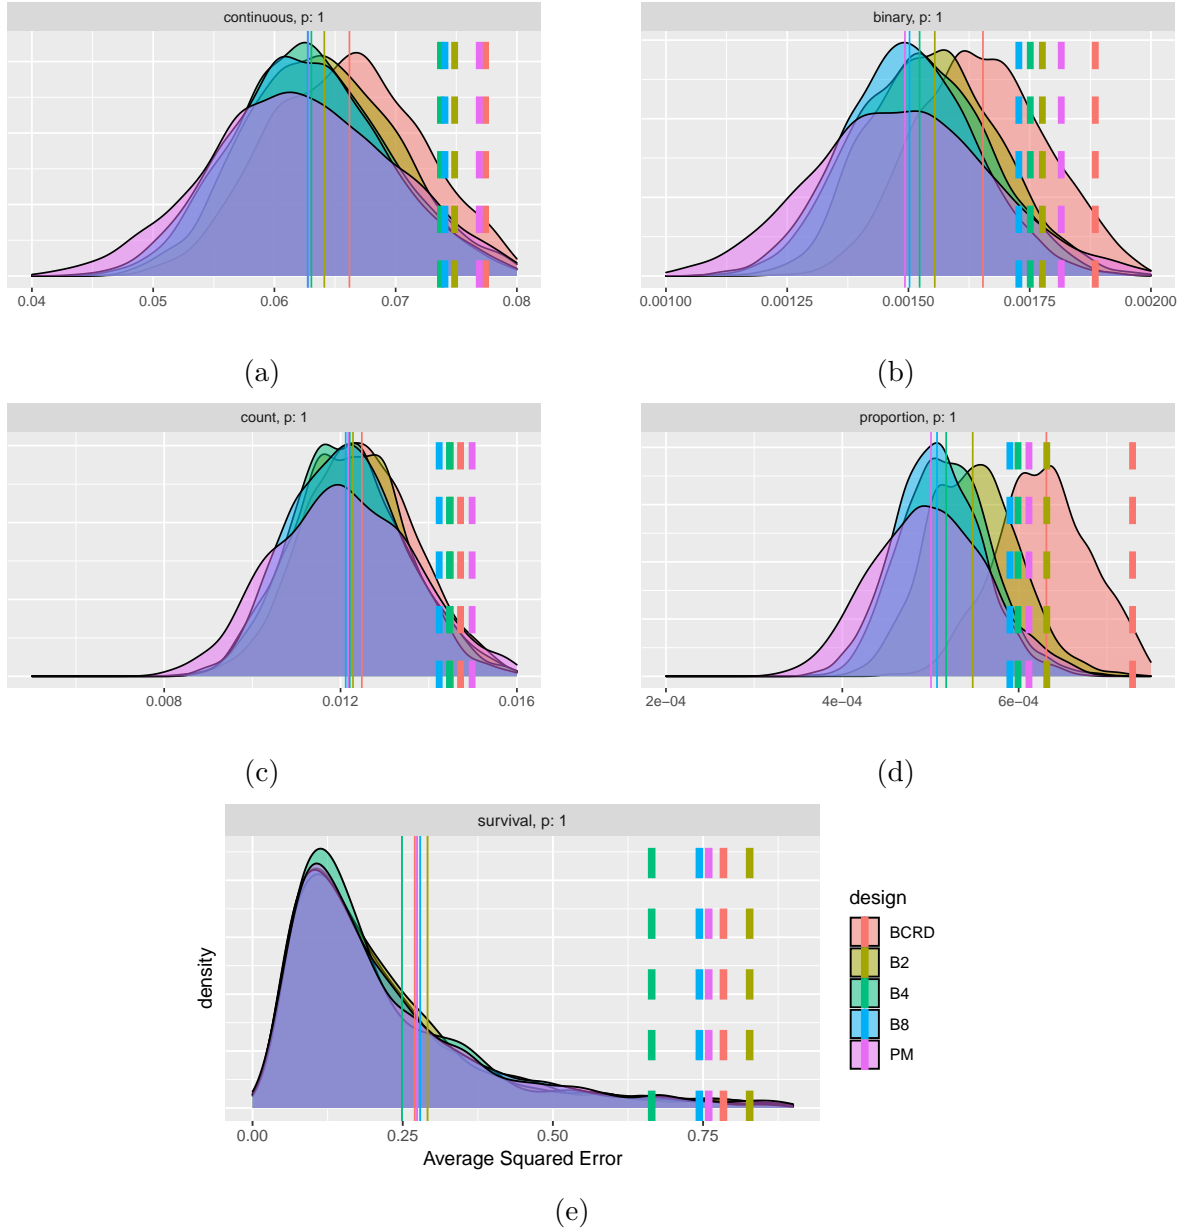 continuous, p: 1
0.04 0.05 0.06 0.07 0.08
(a)
binary, p: 1
0.00100 0.00125 0.00150 0.00175 0.00200
(b)
count, p: 1
0.008 0.012 0.016
(c)
proportion, p: 1
2e−04 4e−04 6e−04
(d)
survival, p: 1
density
0.00 0.25 0.50 0.75
Average Squared Error
(e)
design
BCRD
B2
B4
B8
PM